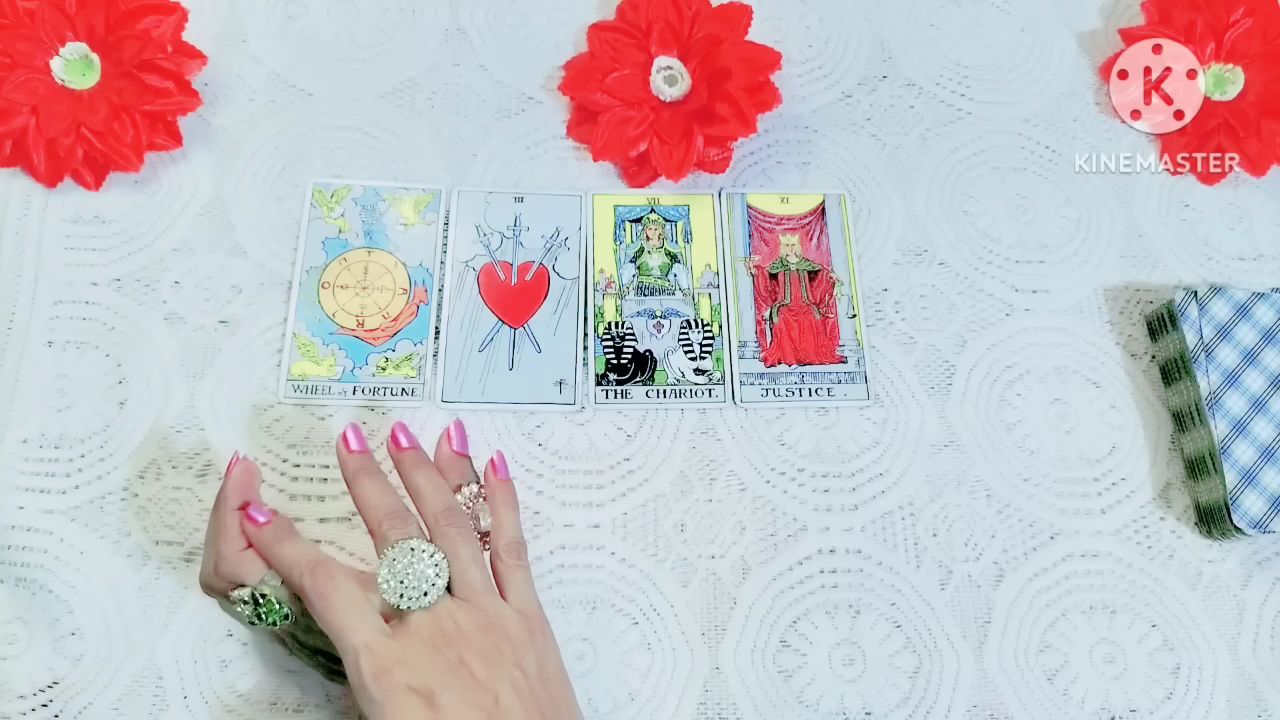 K
KINEMASTER
III
VII
XI
WHEEL of FORTUNE.
THE CHARIOT.
JUSTICE.